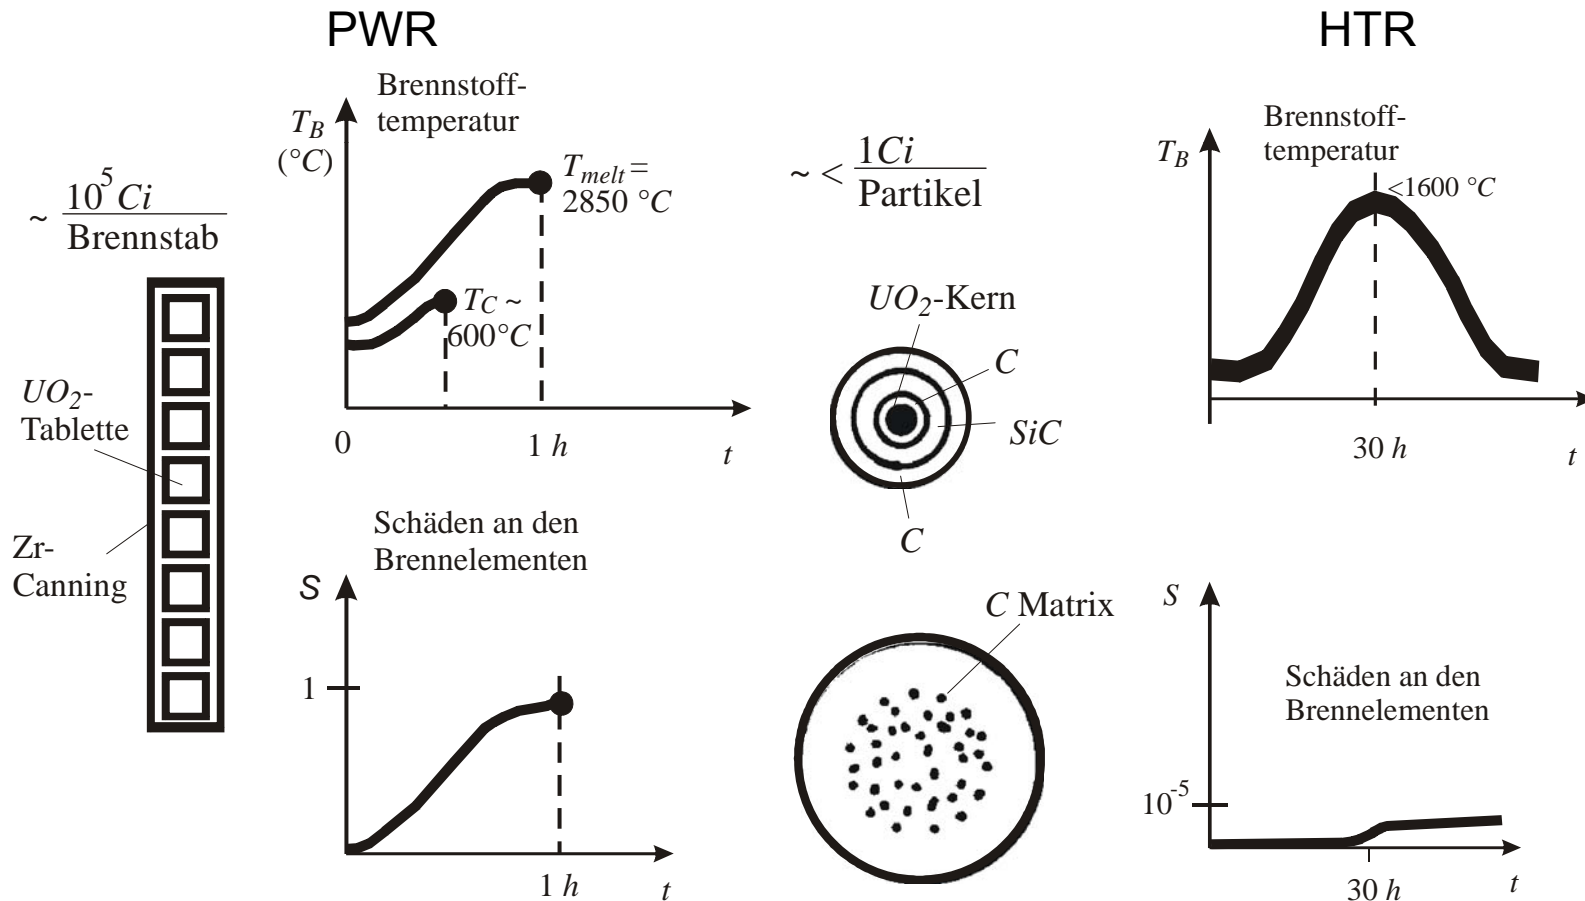 PWR
HTR
Brennstoff-
temperatur
T_B
(°C)
T_melt =
2850 °C
T_C ~
600°C
0
1 h
t
~ 10^5 Ci
Brennstab
UO_2-
Tablette
Zr-
Canning
Schäden an den
Brennelementen
S
1
1 h
t
~ < 1Ci
Partikel
UO_2-Kern
C
SiC
C
C Matrix
Brennstoff-
temperatur
T_B
<1600 °C
30 h
t
S
Schäden an den
Brennelementen
10^-5
30 h
t